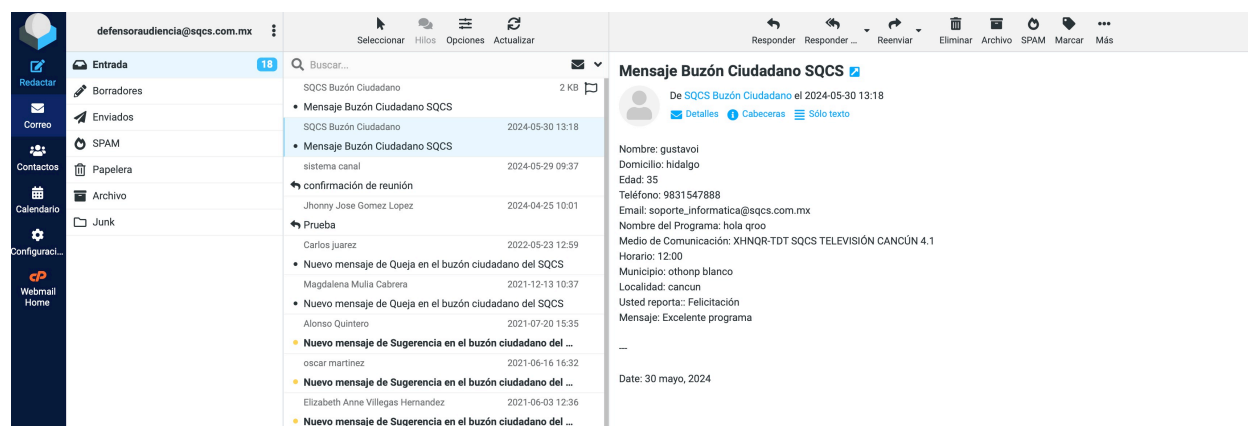 defensoraudiencia@sqcs.com.mx
Seleccionar Hilos Opciones Actualizar
Responder Responder ... Reenviar Eliminar Archivo SPAM Marcar Más
Redactar
Correo
Contactos
Calendario
Configuraci...
cP
Webmail
Home
Entrada 18
Borradores
Enviados
SPAM
Papelera
Archivo
Junk
Buscar...
SQCS Buzón Ciudadano 2 KB
• Mensaje Buzón Ciudadano SQCS
SQCS Buzón Ciudadano 2024-05-30 13:18
• Mensaje Buzón Ciudadano SQCS
sistema canal 2024-05-29 09:37
confirmación de reunión
Jhonny Jose Gomez Lopez 2024-04-25 10:01
Prueba
Carlos juarez 2022-05-23 12:59
• Nuevo mensaje de Queja en el buzón ciudadano del SQCS
Magdalena Mulia Cabrera 2021-12-13 10:37
• Nuevo mensaje de Queja en el buzón ciudadano del SQCS
Alonso Quintero 2021-07-20 15:35
• Nuevo mensaje de Sugerencia en el buzón ciudadano del ...
oscar martinez 2021-06-16 16:32
• Nuevo mensaje de Sugerencia en el buzón ciudadano del ...
Elizabeth Anne Villegas Hernandez 2021-06-03 12:36
• Nuevo mensaje de Sugerencia en el buzón ciudadano del ...
Mensaje Buzón Ciudadano SQCS
De SQCS Buzón Ciudadano el 2024-05-30 13:18
Detalles Cabeceras Sólo texto
Nombre: gustavoi
Domicilio: hidalgo
Edad: 35
Teléfono: 9831547888
Email: soporte_informatica@sqcs.com.mx
Nombre del Programa: hola qroo
Medio de Comunicación: XHNQR-TDT SQCS TELEVISIÓN CANCÚN 4.1
Horario: 12:00
Municipio: othonp blanco
Localidad: cancun
Usted reporta:: Felicitación
Mensaje: Excelente programa
---
Date: 30 mayo, 2024